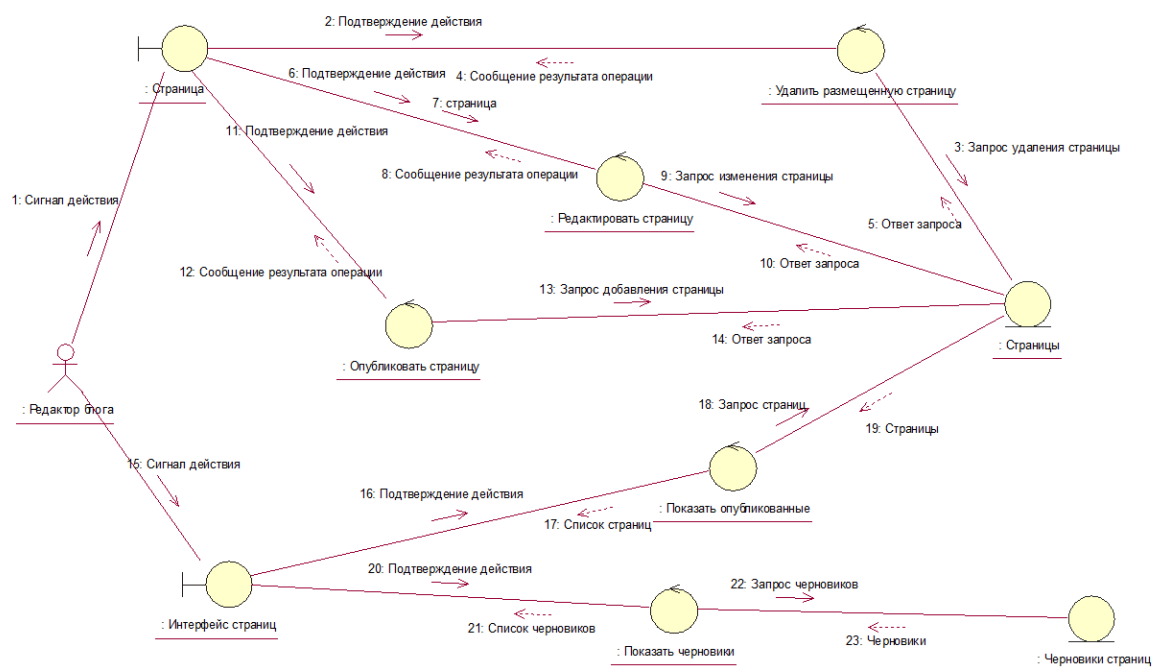 2: Подтверждение действия
4: Сообщение результата операции
6: Подтверждение действия
: Страница
: Удалить размещенную страницу
7: страница
11: Подтверждение действия
3: Запрос удаления страницы
8: Сообщение результата операции
9: Запрос изменения страницы
1: Сигнал действия
: Редактировать страницу
5: Ответ запроса
10: Ответ запроса
12: Сообщение результата операции
13: Запрос добавления страницы
14: Ответ запроса
: Страницы
: Опубликовать страницу
: Редактор блога
18: Запрос страниц
19: Страницы
15: Сигнал действия
16: Подтверждение действия
: Показать опубликованные
17: Список страниц
20: Подтверждение действия
22: Запрос черновиков
: Интерфейс страниц
21: Список черновиков
23: Черновики
: Показать черновики
: Черновики страниц